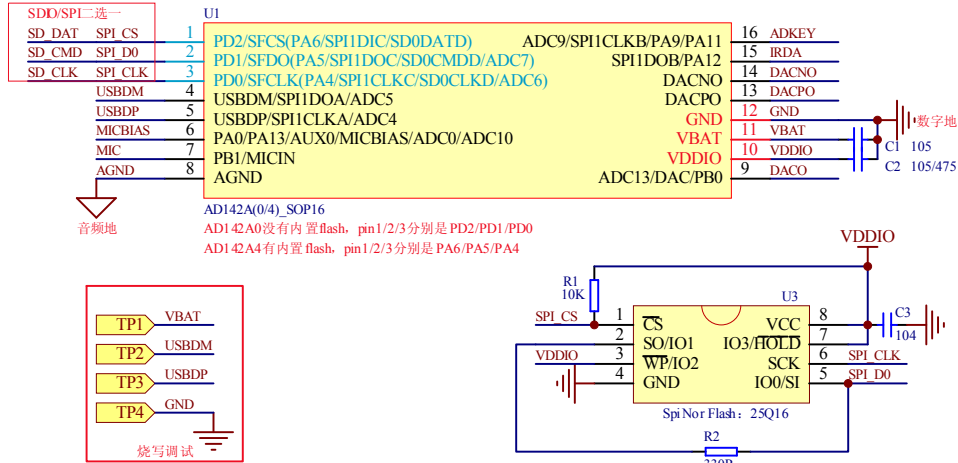 SDIO/SPI二选一
SD_DAT SPI_CS
SD_CMD SPI_D0
SD_CLK SPI_CLK
USBDM
USBDP
MICBIAS
MIC
AGND
音频地
U1
1 PD2/SFCS(PA6/SPI1DIC/SD0DATD)
2 PD1/SFDO(PA5/SPI1DOC/SD0CMDD/ADC7)
3 PD0/SFCLK(PA4/SPI1CLKC/SD0CLKD/ADC6)
4 USBDM/SPI1DOA/ADC5
5 USBDP/SPI1CLKA/ADC4
6 PA0/PA13/AUX0/MICBIAS/ADC0/ADC10
7 PB1/MICIN
8 AGND
ADC9/SPI1CLKB/PA9/PA11 16 ADKEY
SPI1DOB/PA12 15 IRDA
DACNO 14 DACNO
DACPO 13 DACPO
GND 12 GND
VBAT 11 VBAT
VDDIO 10 VDDIO
ADC13/DAC/PB0 9 DACO
数字地
C1 105
C2 105/475
AD142A(0/4)_SOP16
AD142A0没有内置flash，pin1/2/3分别是PD2/PD1/PD0
AD142A4有内置flash，pin1/2/3分别是PA6/PA5/PA4
TP1 VBAT
TP2 USBDM
TP3 USBDP
TP4 GND
烧写调试
VDDIO
R1
10K
U3
SPI_CS 1 CS
2 SO/IO1
VDDIO 3 WP/IO2
4 GND
VCC 8
IO3/HOLD 7
SCK 6 SPI_CLK
IO0/SI 5 SPI_D0
C3
104
Spi Nor Flash：25Q16
R2